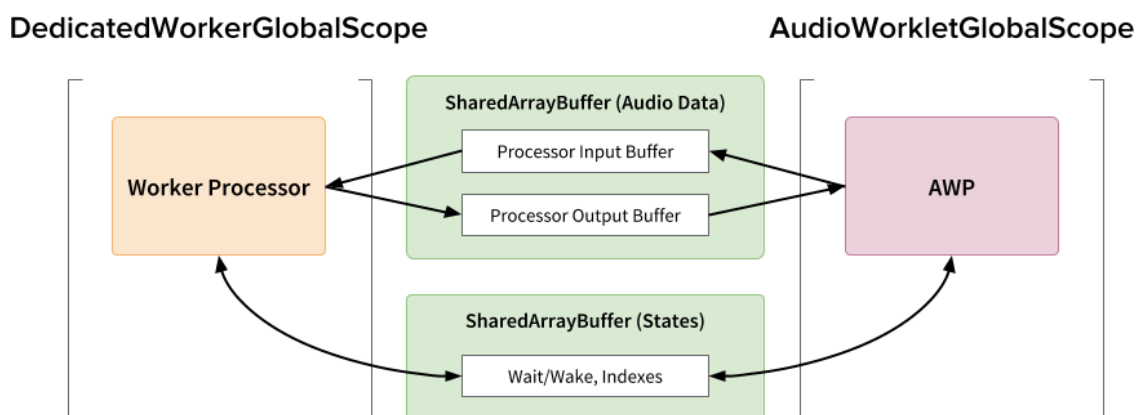 DedicatedWorkerGlobalScope
AudioWorkletGlobalScope
SharedArrayBuffer (Audio Data)
Processor Input Buffer
Worker Processor
AWP
Processor Output Buffer
SharedArrayBuffer (States)
Wait/Wake, Indexes